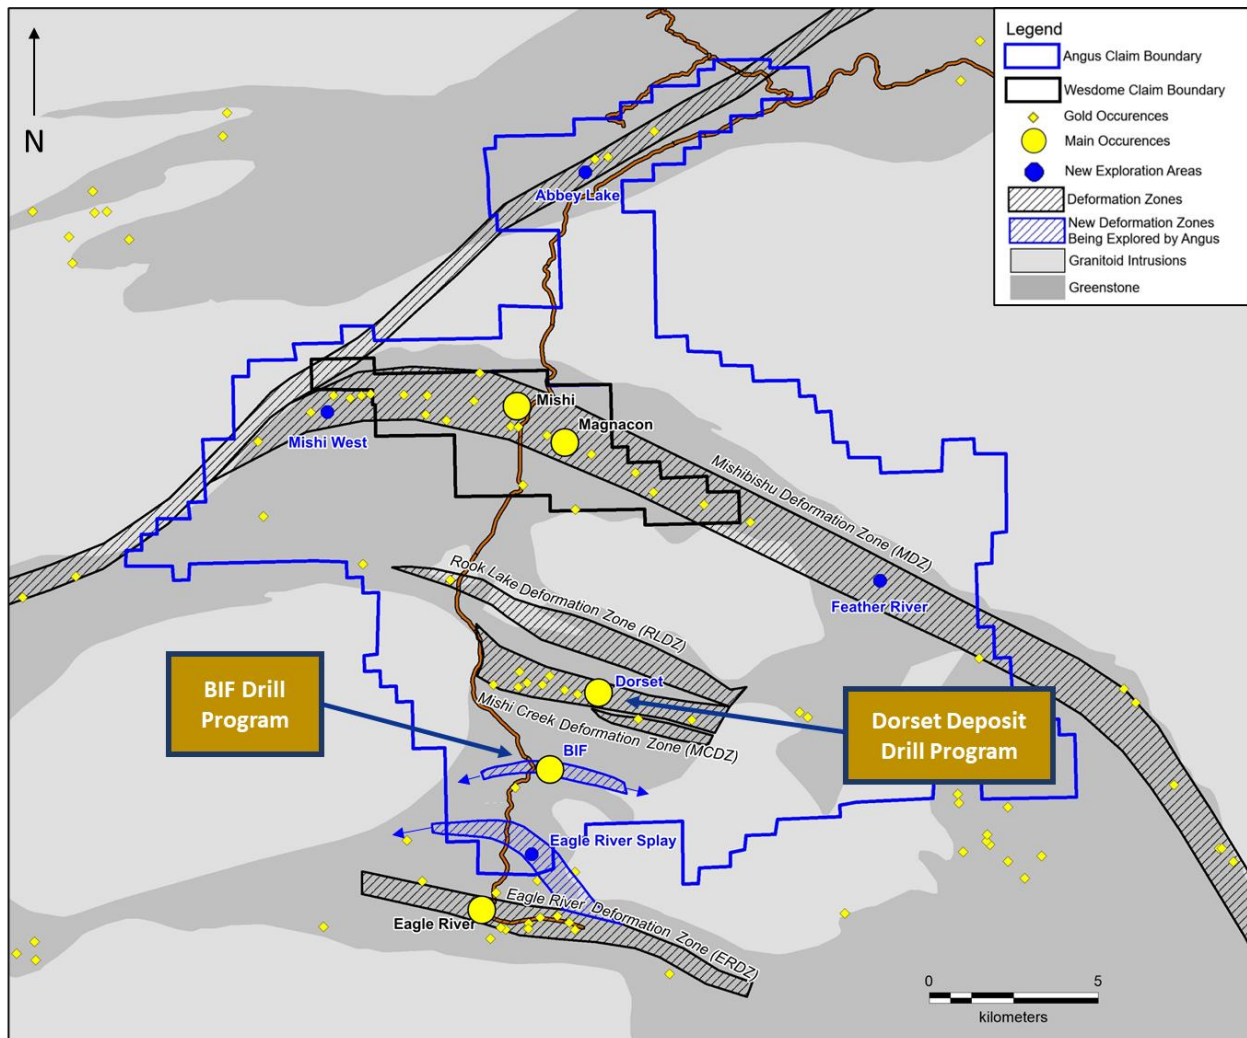 N
Legend
Angus Claim Boundary
Wesdome Claim Boundary
Gold Occurences
Main Occurences
New Exploration Areas
Deformation Zones
New Deformation Zones
Being Explored by Angus
Granitoid Intrusions
Greenstone
Abbey Lake
Mishi
Magnacon
Mishi West
Mishibishu Deformation Zone (MDZ)
Rook Lake Deformation Zone (RLDZ)
Feather River
BIF Drill
Program
Dorset
Dorset Deposit
Drill Program
Mishi Creek Deformation Zone (MCDZ)
BIF
Eagle River Splay
Eagle River Deformation Zone (ERDZ)
Eagle River
0 5
kilometers